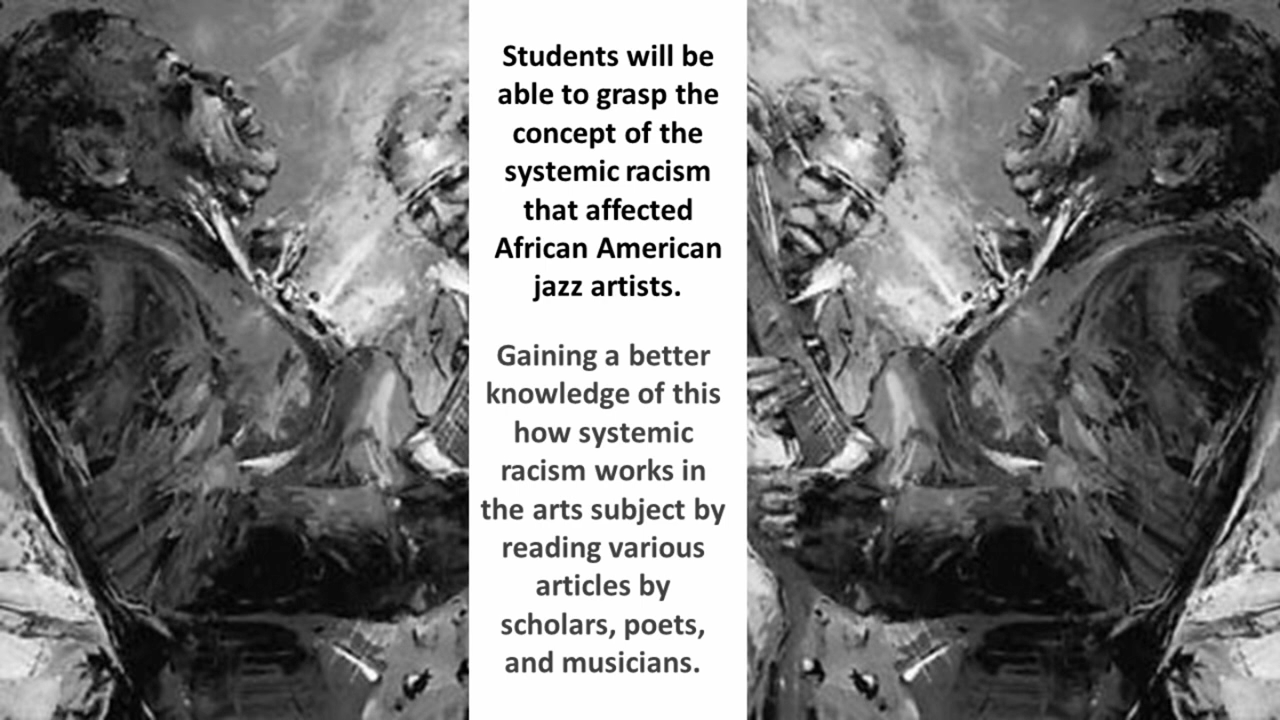 Students will be
able to grasp the
concept of the
systemic racism
that affected
African American
jazz artists.
Gaining a better
knowledge of this
how systemic
racism works in
the arts subject by
reading various
articles by
scholars, poets,
and musicians.